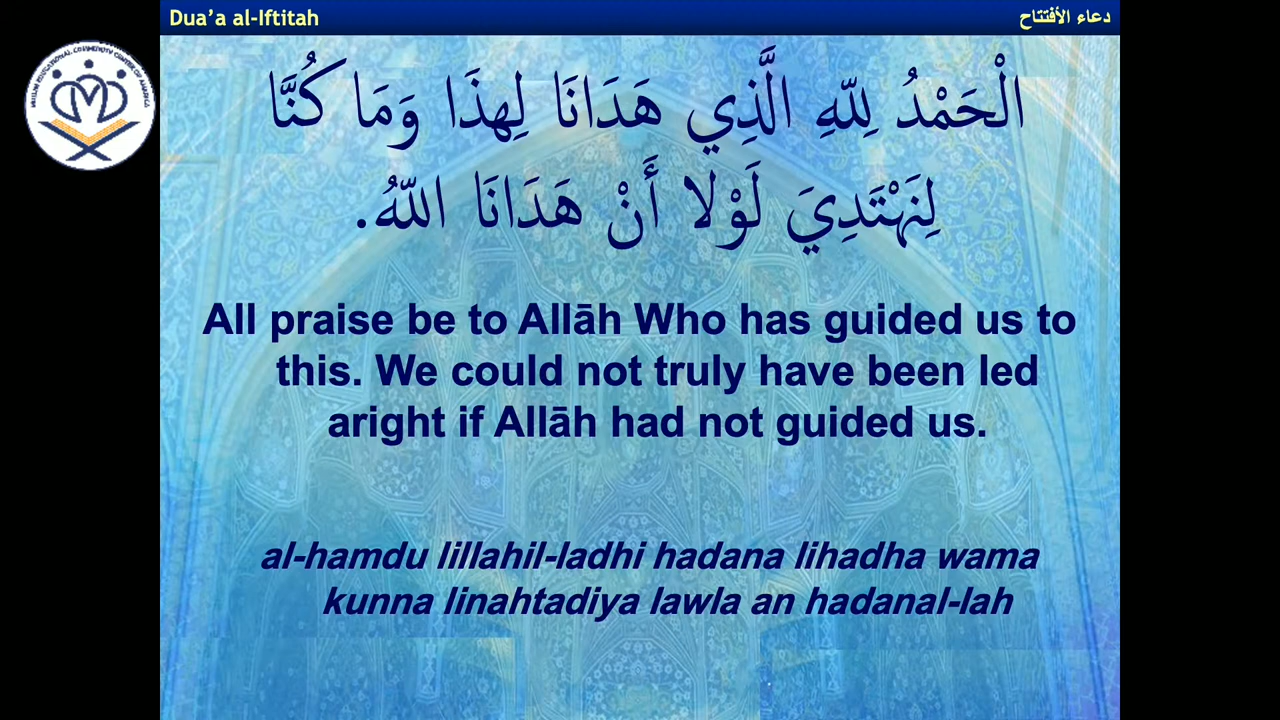 Dua’a al-Iftitah
دعاء الأفتتاح
الْحَمْدُ لِلّهِ الَّذِي هَدَانَا لِهذَا وَمَا كُنَّا
لِنَهْتَدِيَ لَوْلا أَنْ هَدَانَا اللّهُ.
All praise be to Allāh Who has guided us to
this. We could not truly have been led
aright if Allāh had not guided us.
al-hamdu lillahil-ladhi hadana lihadha wama
kunna linahtadiya lawla an hadanal-lah